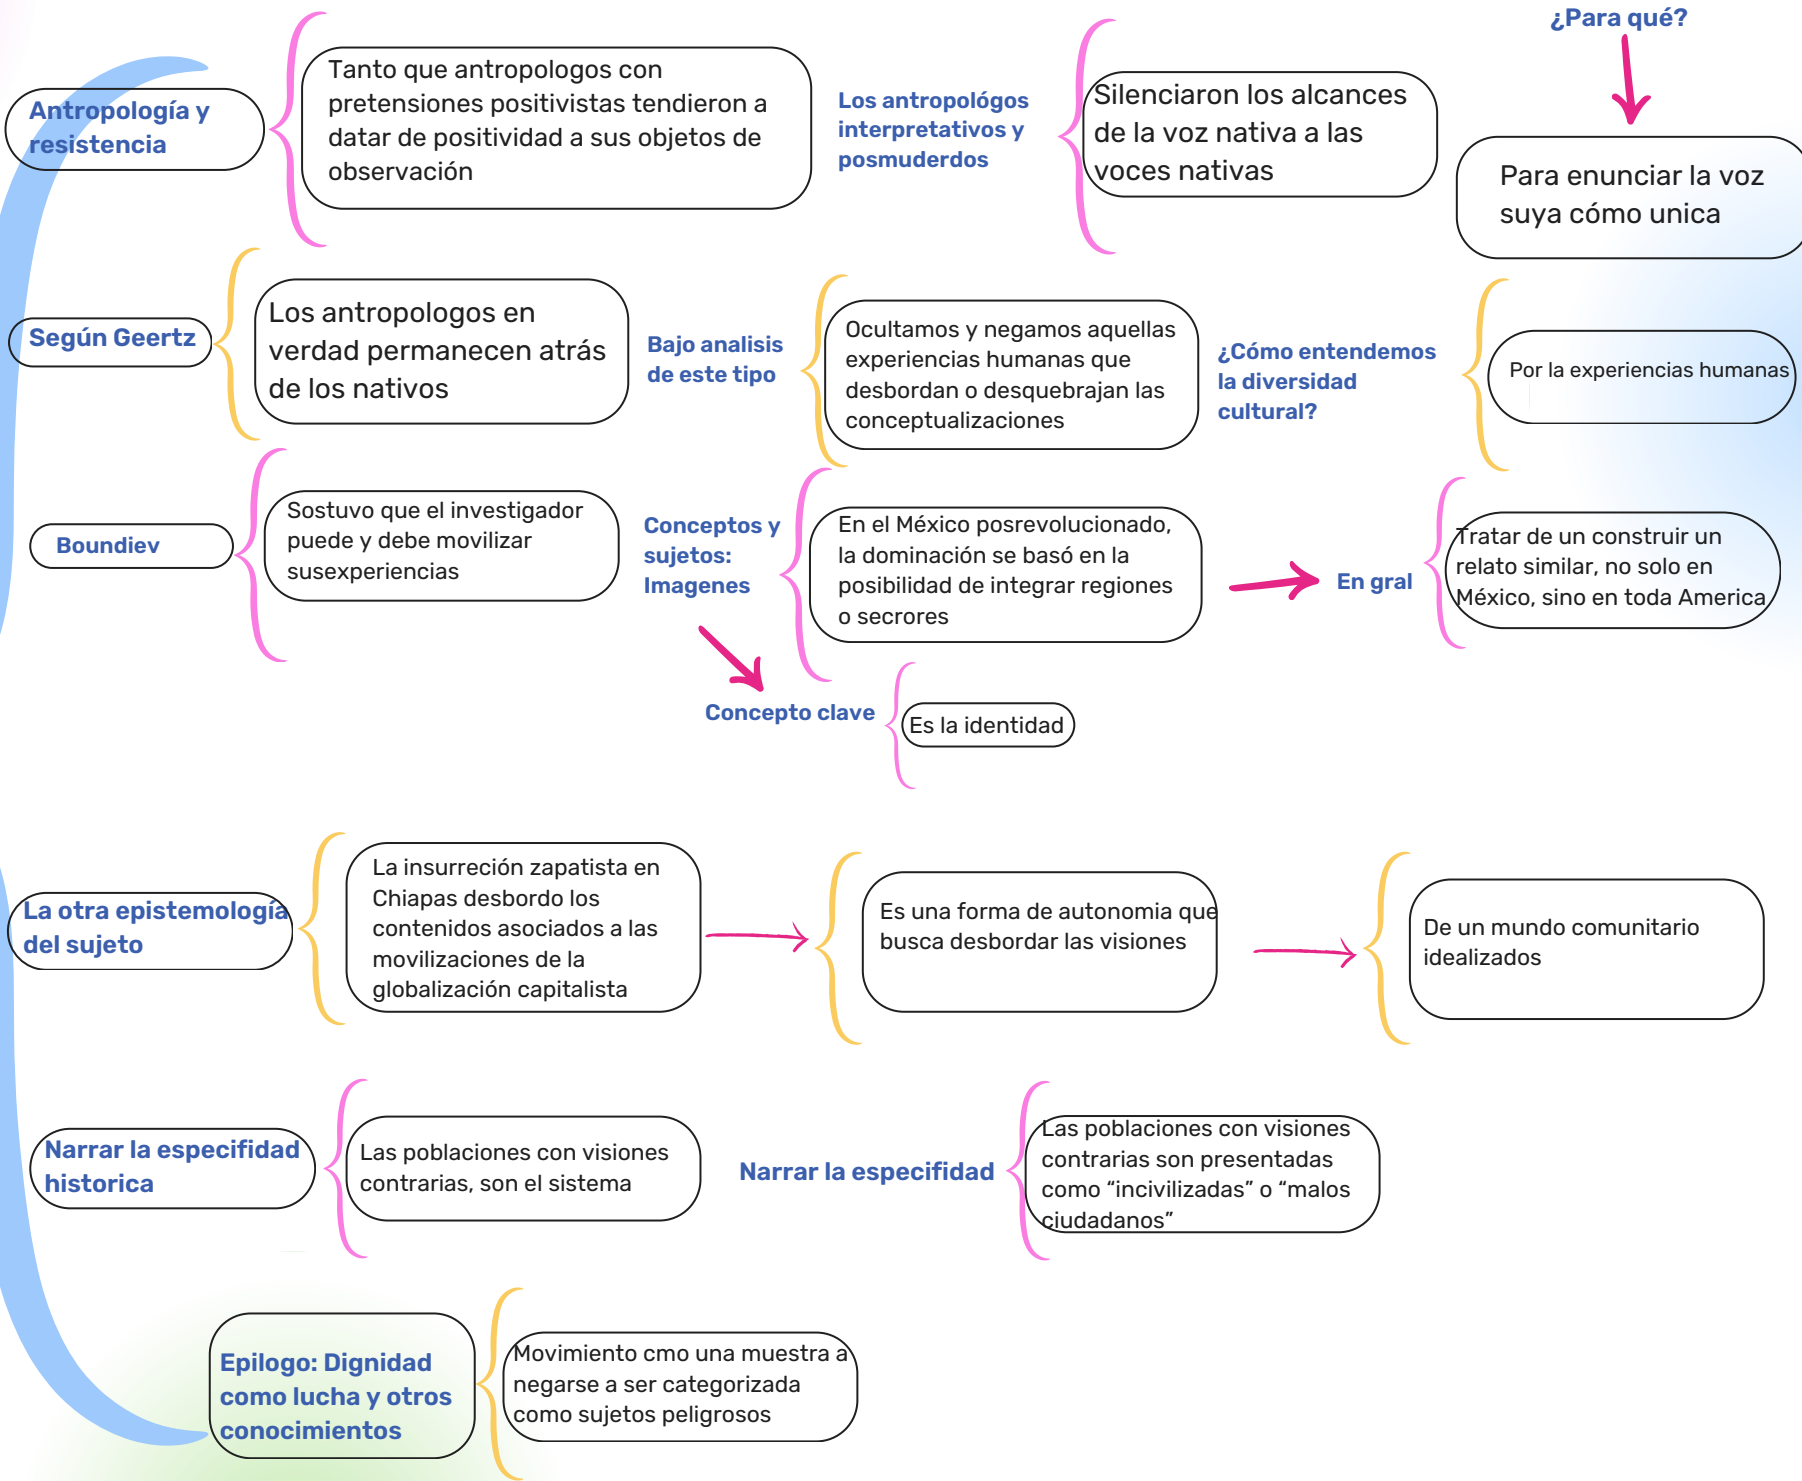 ¿Para qué?
Antropología y
resistencia
Tanto que antropologos con
pretensiones positivistas tendieron a
datar de positividad a sus objetos de
observación
Los antropológos
interpretativos y
posmuderdos
Silenciaron los alcances
de la voz nativa a las
voces nativas
Para enunciar la voz
suya cómo unica
Según Geertz
Los antropologos en
verdad permanecen atrás
de los nativos
Bajo analisis
de este tipo
Ocultamos y negamos aquellas
experiencias humanas que
desbordan o desquebrajan las
conceptualizaciones
¿Cómo entendemos
la diversidad
cultural?
Por la experiencias humanas
Boundiev
Sostuvo que el investigador
puede y debe movilizar
susexperiencias
Conceptos y
sujetos:
Imagenes
En el México posrevolucionado,
la dominación se basó en la
posibilidad de integrar regiones
o secrores
En gral
Tratar de un construir un
relato similar, no solo en
México, sino en toda America
Concepto clave
Es la identidad
La otra epistemología
del sujeto
La insurreción zapatista en
Chiapas desbordo los
contenidos asociados a las
movilizaciones de la
globalización capitalista
Es una forma de autonomia que
busca desbordar las visiones
De un mundo comunitario
idealizados
Narrar la especifidad
historica
Las poblaciones con visiones
contrarias, son el sistema
Narrar la especifidad
Las poblaciones con visiones
contrarias son presentadas
como “incivilizadas” o “malos
ciudadanos”
Epilogo: Dignidad
como lucha y otros
conocimientos
Movimiento cmo una muestra a
negarse a ser categorizada
como sujetos peligrosos